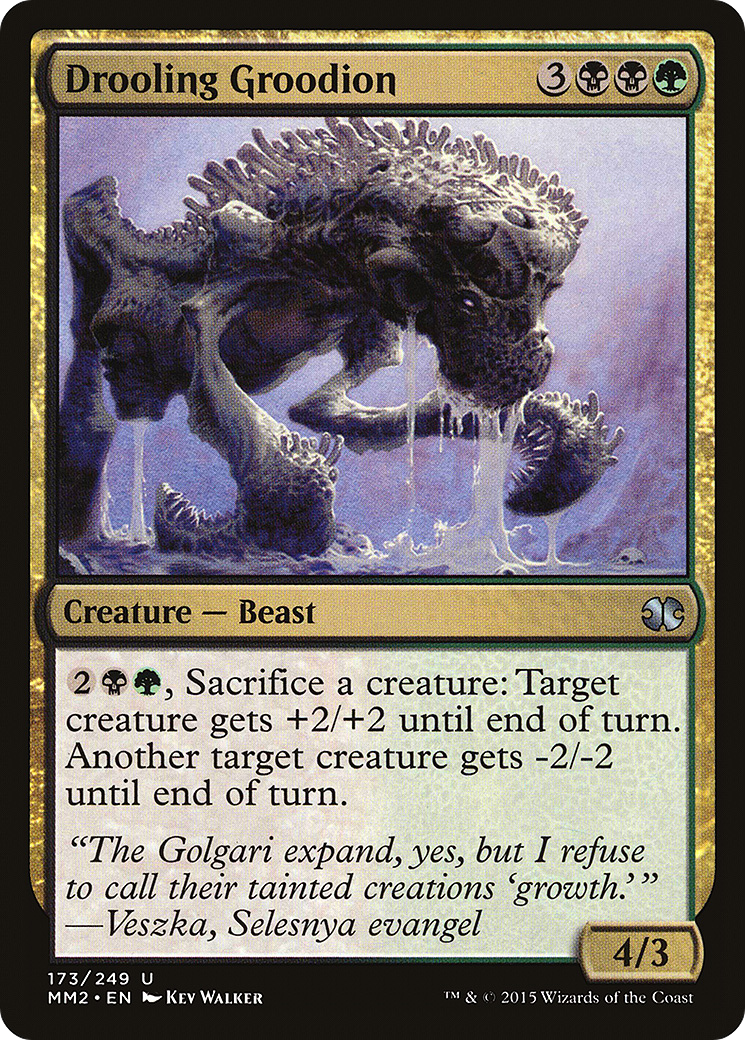 Drooling Groodion 3
Creature — Beast
2, Sacrifice a creature: Target
creature gets +2/+2 until end of turn.
Another target creature gets -2/-2
until end of turn.
“The Golgari expand, yes, but I refuse
to call their tainted creations ‘growth.’”
—Veszka, Selesnya evangel
4/3
173/249 U
MM2 • EN Kev Walker
™ & © 2015 Wizards of the Coast